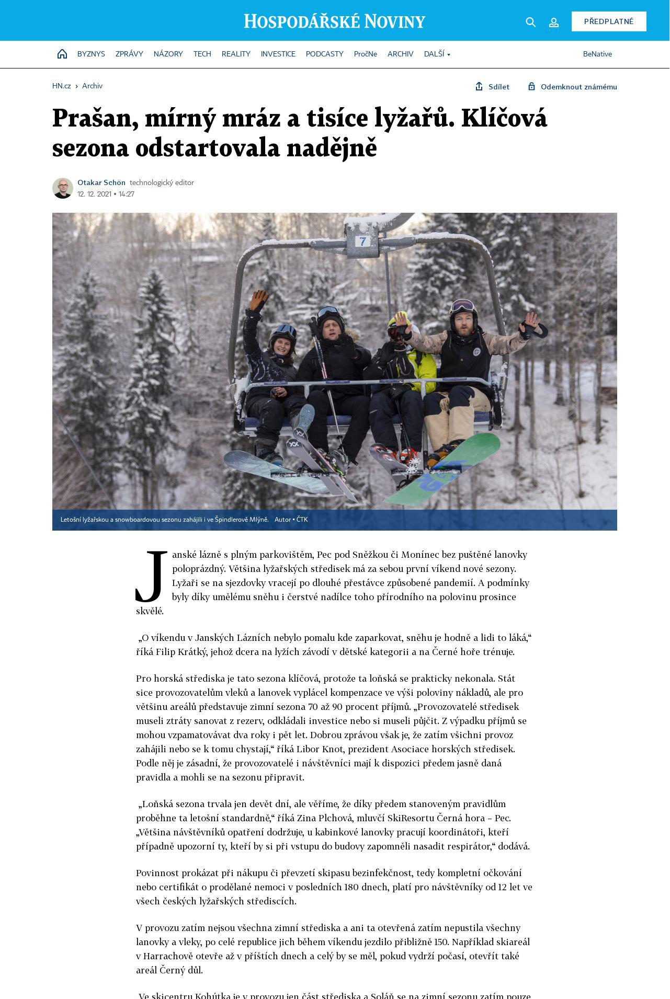 HOSPODÁŘSKÉ NOVINY
PŘEDPLATNÉ
BYZNYS ZPRÁVY NÁZORY TECH REALITY INVESTICE PODCASTY PročNe ARCHIV DALŠÍ BeNative
HN.cz › Archiv
Sdílet Odemknout známému
Prašan, mírný mráz a tisíce lyžařů. Klíčová
sezona odstartovala nadějně
Otakar Schön technologický editor
12. 12. 2021 ▪ 14:27
7
Letošní lyžařskou a snowboardovou sezonu zahájili i ve Špindlerově Mlýně. Autor ▪ ČTK
Janské lázně s plným parkovištěm, Pec pod Sněžkou či Monínec bez puštěné lanovky
poloprázdný. Většina lyžařských středisek má za sebou první víkend nové sezony.
Lyžaři se na sjezdovky vracejí po dlouhé přestávce způsobené pandemií. A podmínky
byly díky umělému sněhu i čerstvé nadílce toho přírodního na polovinu prosince
skvělé.
„O víkendu v Janských Lázních nebylo pomalu kde zaparkovat, sněhu je hodně a lidi to láká,“
říká Filip Krátký, jehož dcera na lyžích závodí v dětské kategorii a na Černé hoře trénuje.
Pro horská střediska je tato sezona klíčová, protože ta loňská se prakticky nekonala. Stát
sice provozovatelům vleků a lanovek vyplácel kompenzace ve výši poloviny nákladů, ale pro
většinu areálů představuje zimní sezona 70 až 90 procent příjmů. „Provozovatelé středisek
museli ztráty sanovat z rezerv, odkládali investice nebo si museli půjčit. Z výpadku příjmů se
mohou vzpamatovávat dva roky i pět let. Dobrou zprávou však je, že zatím všichni provoz
zahájili nebo se k tomu chystají,“ říká Libor Knot, prezident Asociace horských středisek.
Podle něj je zásadní, že provozovatelé i návštěvníci mají k dispozici předem jasně daná
pravidla a mohli se na sezonu připravit.
„Loňská sezona trvala jen devět dní, ale věříme, že díky předem stanoveným pravidlům
proběhne ta letošní standardně,“ říká Zina Plchová, mluvčí SkiResortu Černá hora – Pec.
„Většina návštěvníků opatření dodržuje, u kabinkové lanovky pracují koordinátoři, kteří
případně upozorní ty, kteří by si při vstupu do budovy zapomněli nasadit respirátor,“ dodává.
Povinnost prokázat při nákupu či převzetí skipasu bezinfekčnost, tedy kompletní očkování
nebo certifikát o prodělané nemoci v posledních 180 dnech, platí pro návštěvníky od 12 let ve
všech českých lyžařských střediscích.
V provozu zatím nejsou všechna zimní střediska a ani ta otevřená zatím nepustila všechny
lanovky a vleky, po celé republice jich během víkendu jezdilo přibližně 150. Například skiareál
v Harrachově otevře až v příštích dnech a celý by se měl, pokud vydrží počasí, otevřít také
areál Černý důl.
Ve skicentru Kohútka je v provozu jen část střediska a Soláň se na zimní sezonu zatím pouze